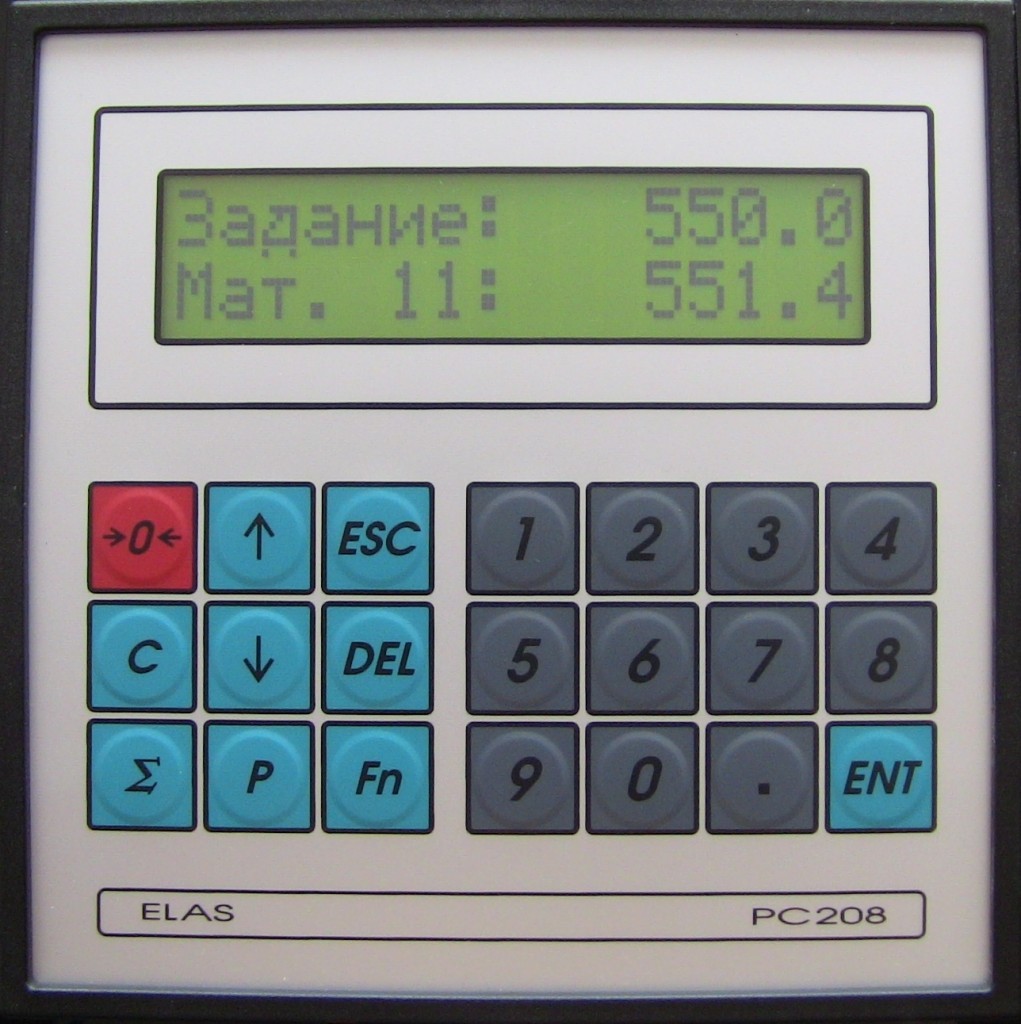 Задание: 550.0
Мат. 11: 551.4
→0← ↑ ESC 1 2 3 4
C ↓ DEL 5 6 7 8
Σ P Fn 9 0 . ENT
ELAS PC208